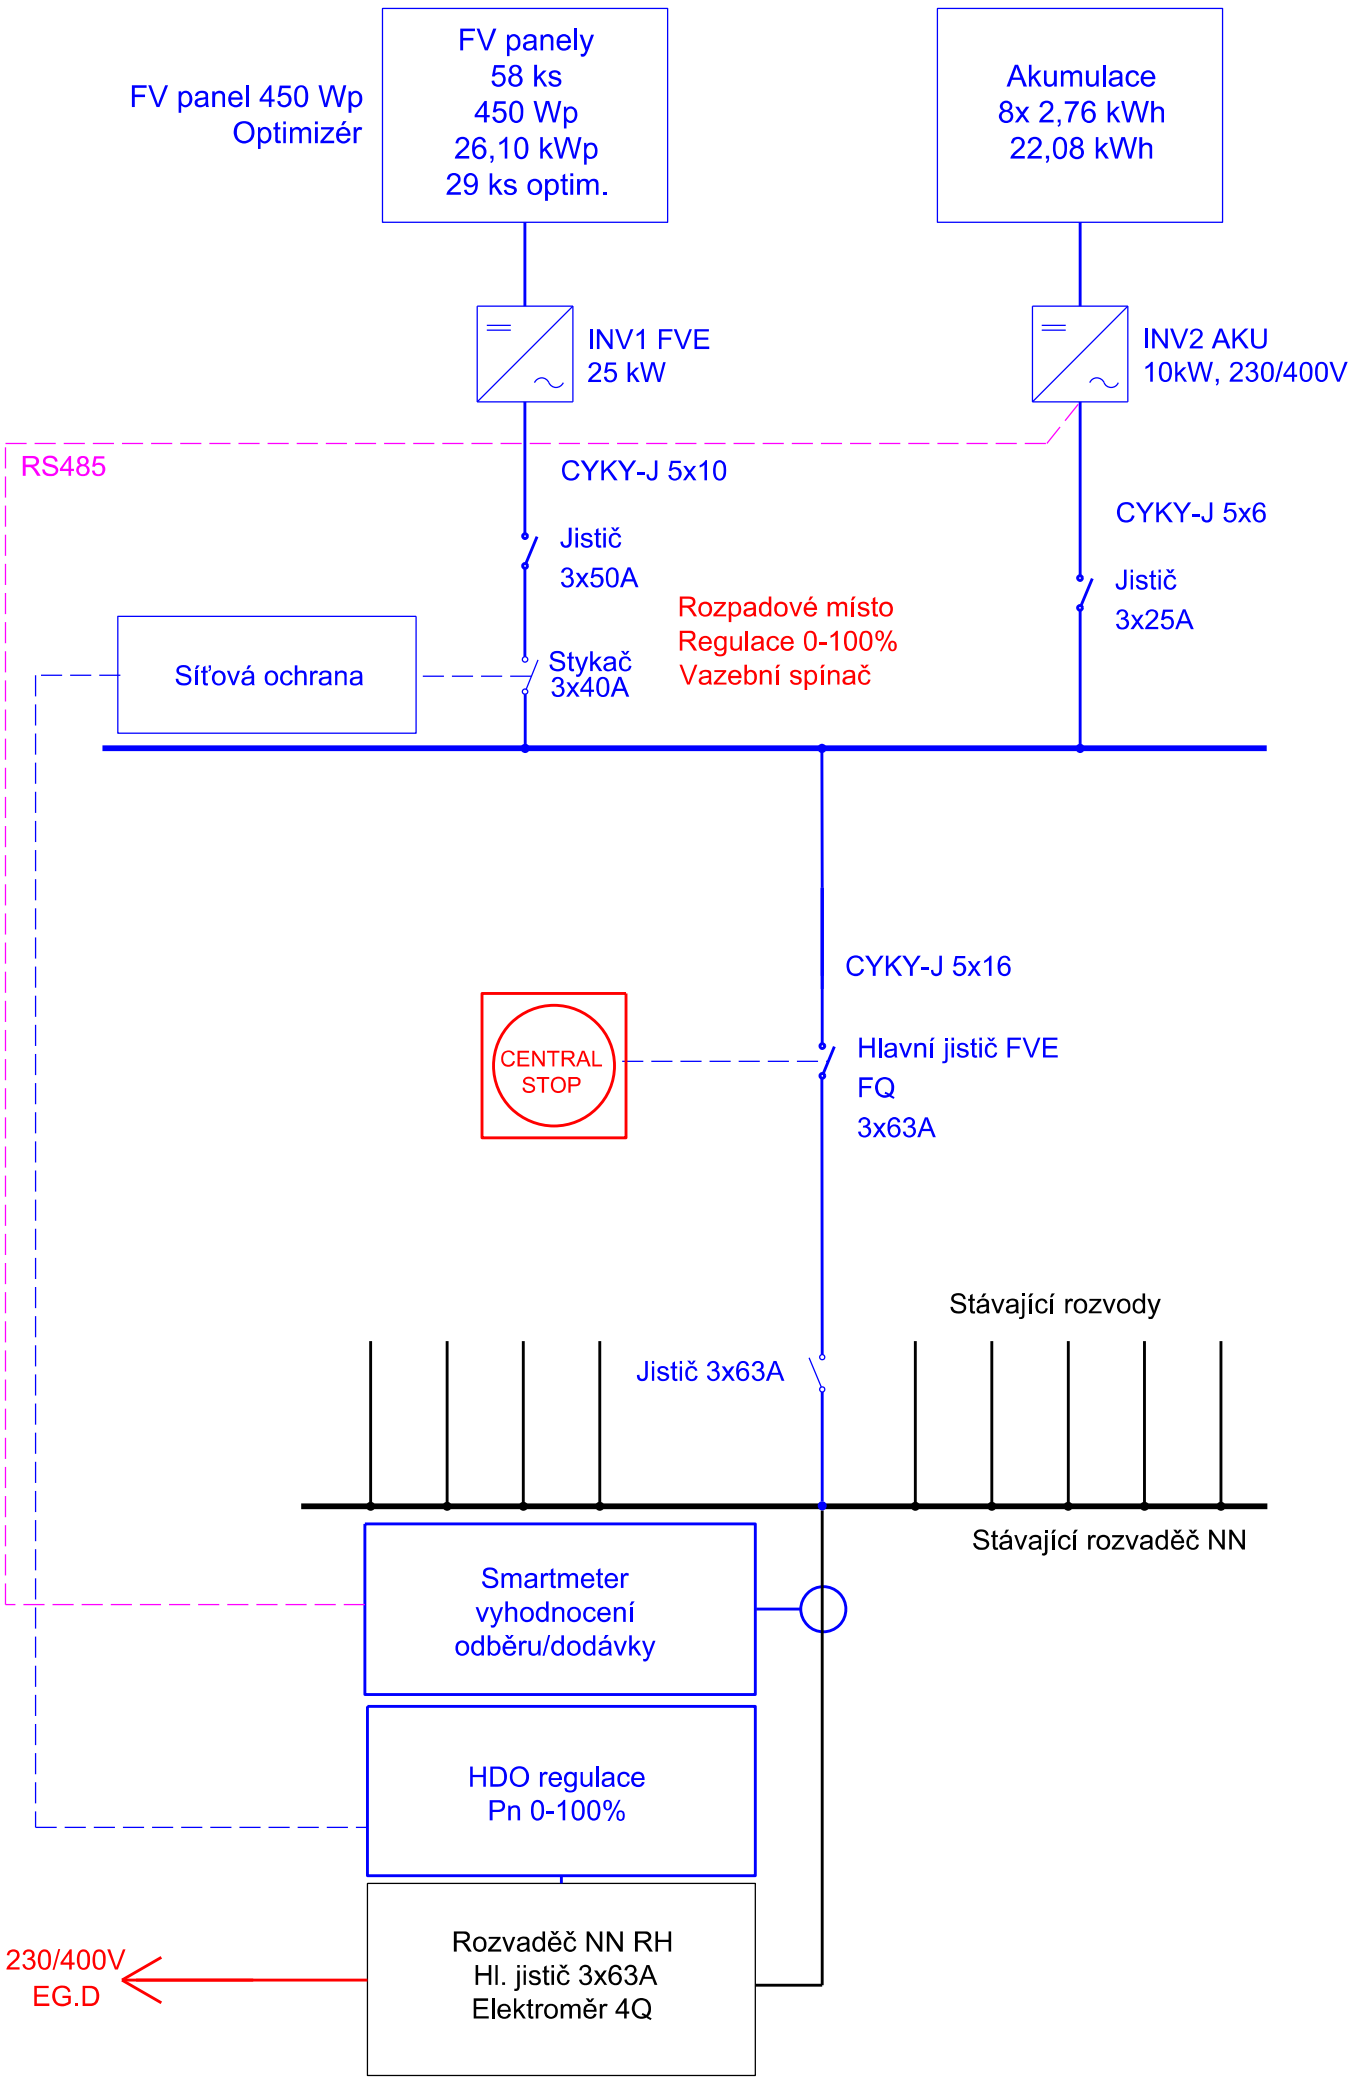 FV panel 450 Wp
Optimizér
FV panely
58 ks
450 Wp
26,10 kWp
29 ks optim.
Akumulace
8x 2,76 kWh
22,08 kWh
INV1 FVE
25 kW
INV2 AKU
10kW, 230/400V
RS485
CYKY-J 5x10
CYKY-J 5x6
Jistič
3x50A
Jistič
3x25A
Rozpadové místo
Regulace 0-100%
Vazební spínač
Síťová ochrana
Stykač
3x40A
CYKY-J 5x16
CENTRAL
STOP
Hlavní jistič FVE
FQ
3x63A
Stávající rozvody
Jistič 3x63A
Stávající rozvaděč NN
Smartmeter
vyhodnocení
odběru/dodávky
HDO regulace
Pn 0-100%
Rozvaděč NN RH
Hl. jistič 3x63A
Elektroměr 4Q
230/400V
EG.D